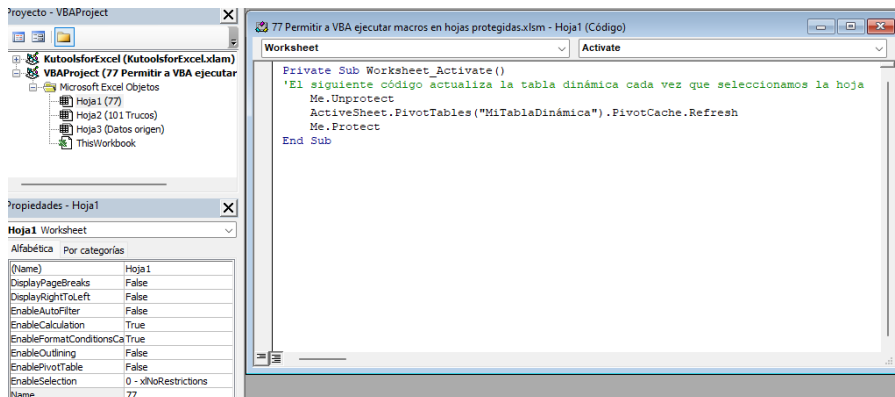 Proyecto - VBAProject
KutoolsforExcel (KutoolsforExcel.xlam)
VBAProject (77 Permitir a VBA ejecutar
Microsoft Excel Objetos
Hoja1 (77)
Hoja2 (101 Trucos)
Hoja3 (Datos origen)
ThisWorkbook
Propiedades - Hoja1
Hoja1 Worksheet
Alfabética Por categorías
(Name) Hoja1
DisplayPageBreaks False
DisplayRightToLeft False
EnableAutoFilter False
EnableCalculation True
EnableFormatConditionsCa True
EnableOutlining False
EnablePivotTable False
EnableSelection 0 - xlNoRestrictions
Name 77
77 Permitir a VBA ejecutar macros en hojas protegidas.xlsm - Hoja1 (Código)
Worksheet Activate
Private Sub Worksheet_Activate()
'El siguiente código actualiza la tabla dinámica cada vez que seleccionamos la hoja
Me.Unprotect
ActiveSheet.PivotTables("MiTablaDinámica").PivotCache.Refresh
Me.Protect
End Sub